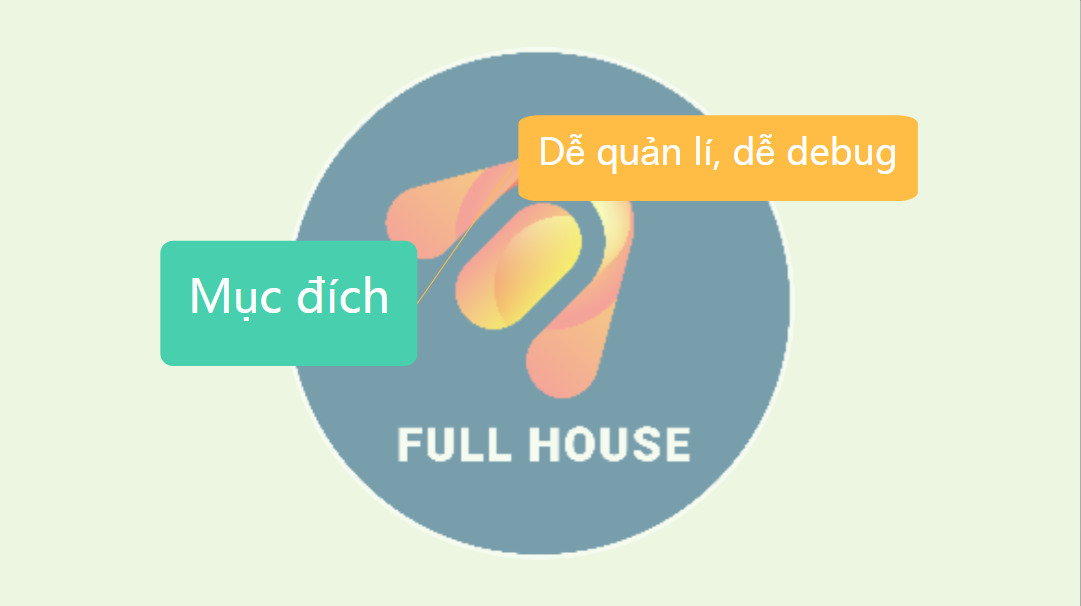 Dễ quản lí, dễ debug
Mục đích
FULL HOUSE